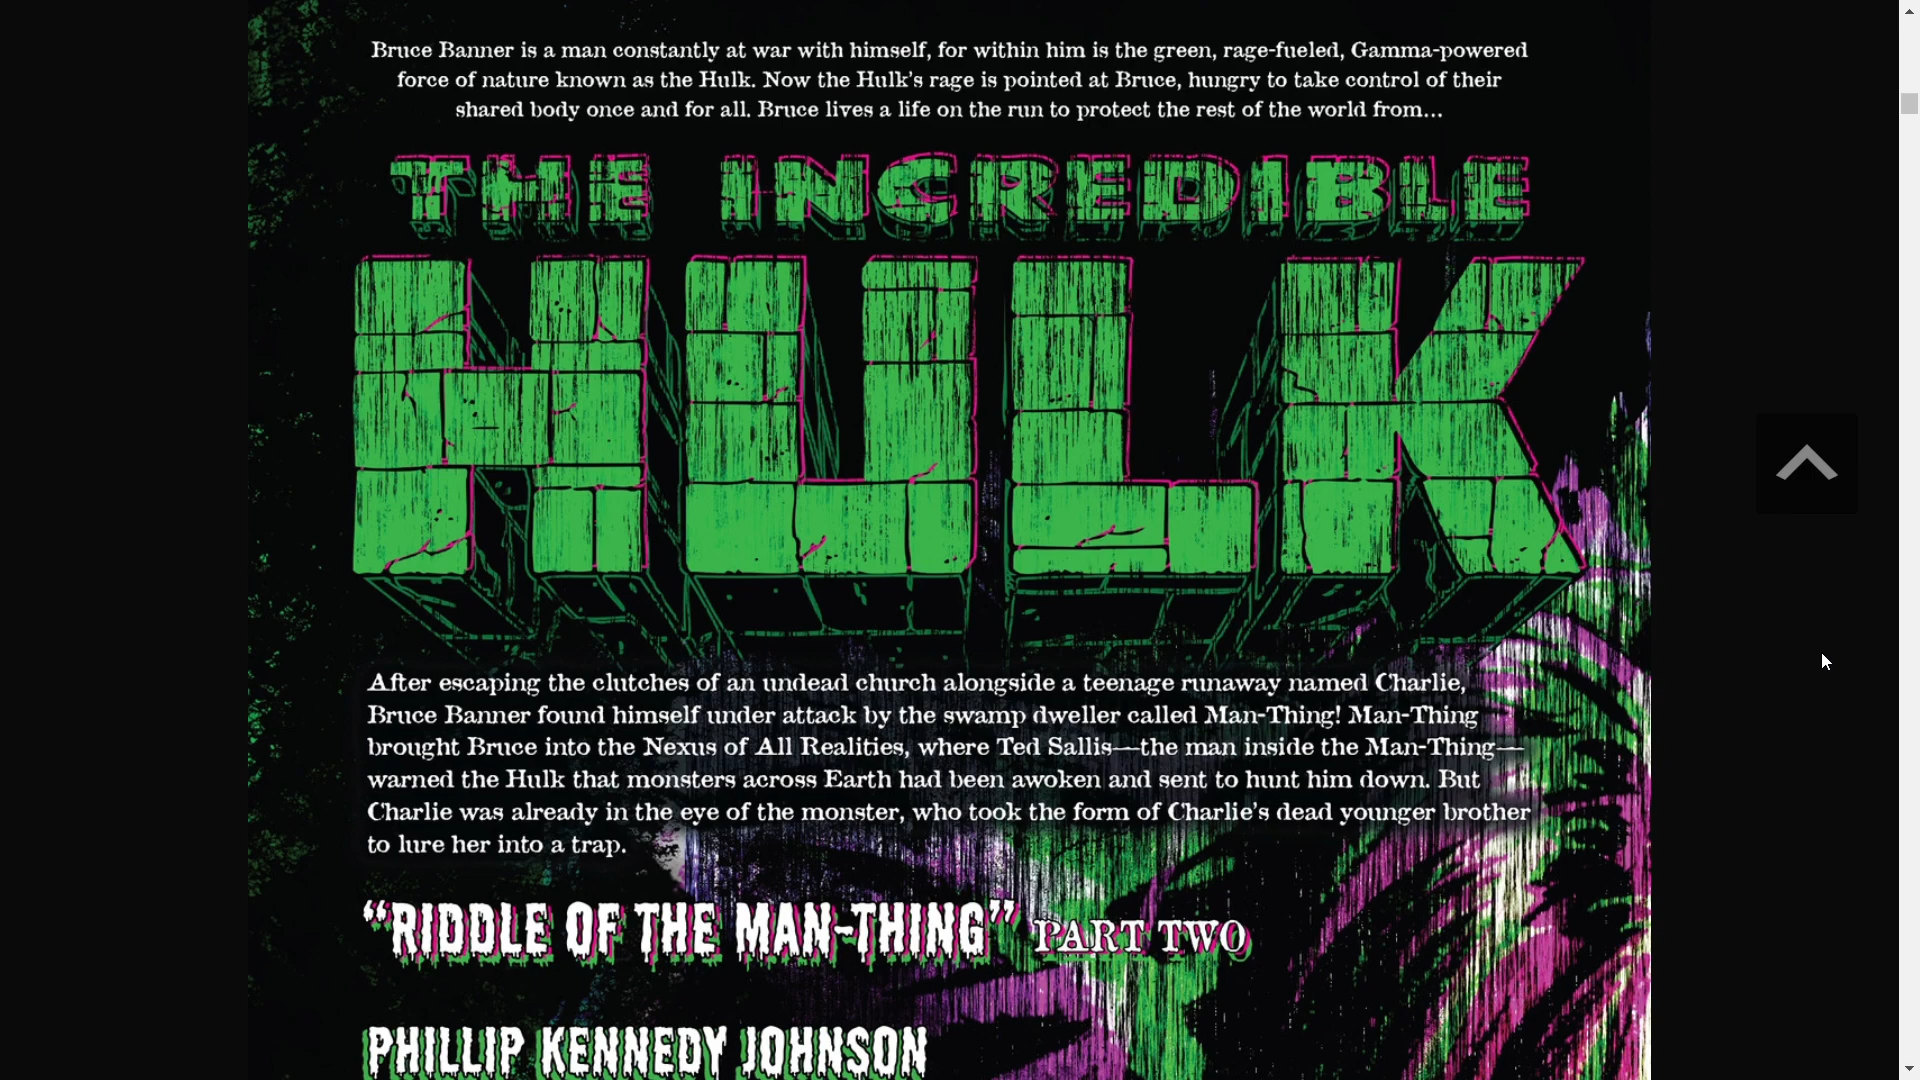 Bruce Banner is a man constantly at war with himself, for within him is the green, rage-fueled, Gamma-powered
force of nature known as the Hulk. Now the Hulk's rage is pointed at Bruce, hungry to take control of their
shared body once and for all. Bruce lives a life on the run to protect the rest of the world from...
THE INCREDIBLE
HULK
After escaping the clutches of an undead church alongside a teenage runaway named Charlie,
Bruce Banner found himself under attack by the swamp dweller called Man-Thing! Man-Thing
brought Bruce into the Nexus of All Realities, where Ted Sallis—the man inside the Man-Thing—
warned the Hulk that monsters across Earth had been awoken and sent to hunt him down. But
Charlie was already in the eye of the monster, who took the form of Charlie's dead younger brother
to lure her into a trap.
"RIDDLE OF THE MAN-THING" PART TWO
PHILLIP KENNEDY JOHNSON